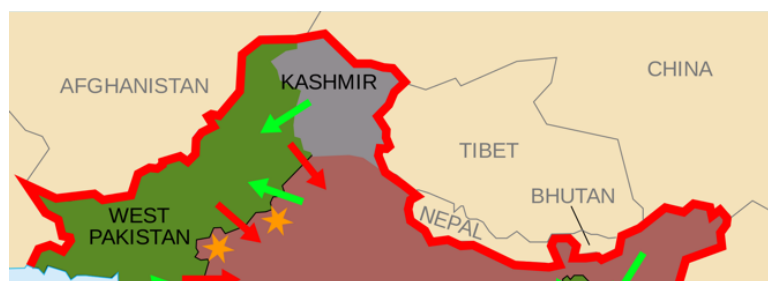 KASHMIR
AFGHANISTAN
CHINA
TIBET
BHUTAN
NEPAL
WEST
PAKISTAN